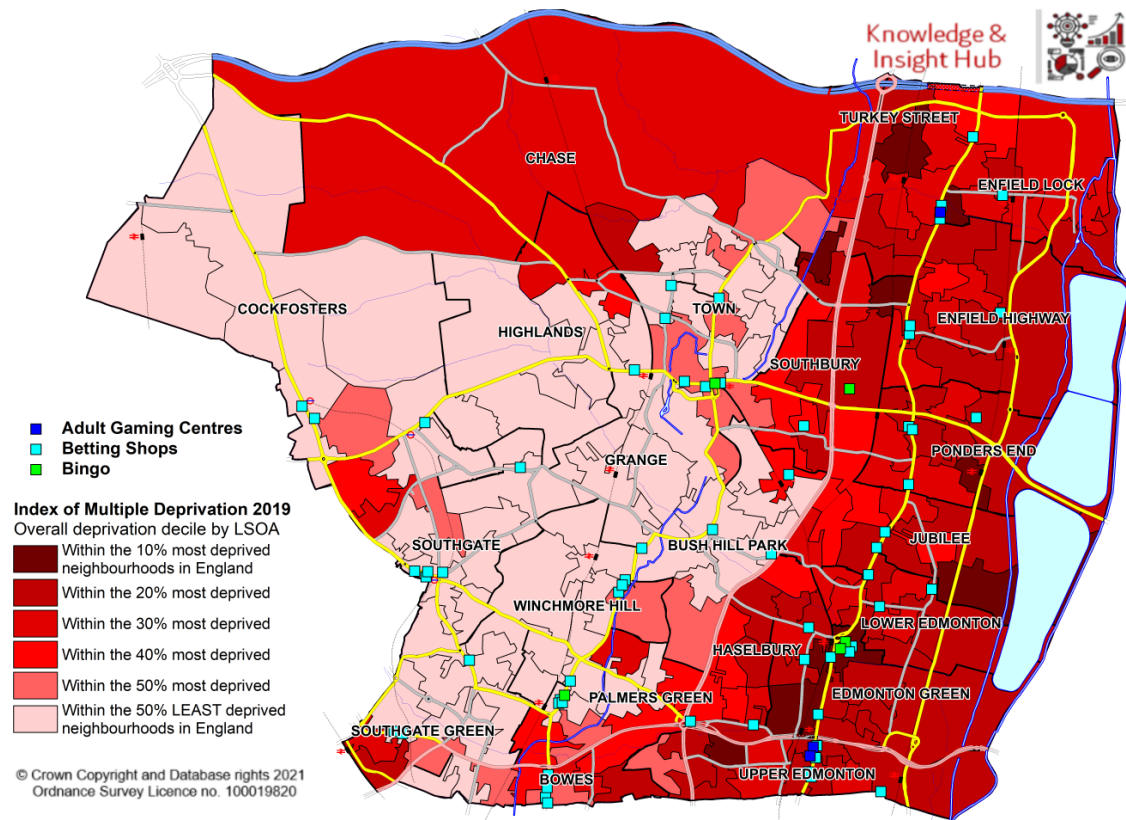 Knowledge &
Insight Hub
TURKEY STREET
CHASE
ENFIELD LOCK
COCKFOSTERS
TOWN
HIGHLANDS
ENFIELD HIGHWAY
SOUTHBURY
Adult Gaming Centres
Betting Shops
Bingo
PONDERS END
GRANGE
Index of Multiple Deprivation 2019
Overall deprivation decile by LSOA
Within the 10% most deprived
neighbourhoods in England
Within the 20% most deprived
Within the 30% most deprived
Within the 40% most deprived
Within the 50% most deprived
Within the 50% LEAST deprived
neighbourhoods in England
SOUTHGATE
BUSH HILL PARK
JUBILEE
WINCHMORE HILL
LOWER EDMONTON
HASELBURY
PALMERS GREEN
EDMONTON GREEN
SOUTHGATE GREEN
BOWES
UPPER EDMONTON
© Crown Copyright and Database rights 2021
Ordnance Survey Licence no. 100019820